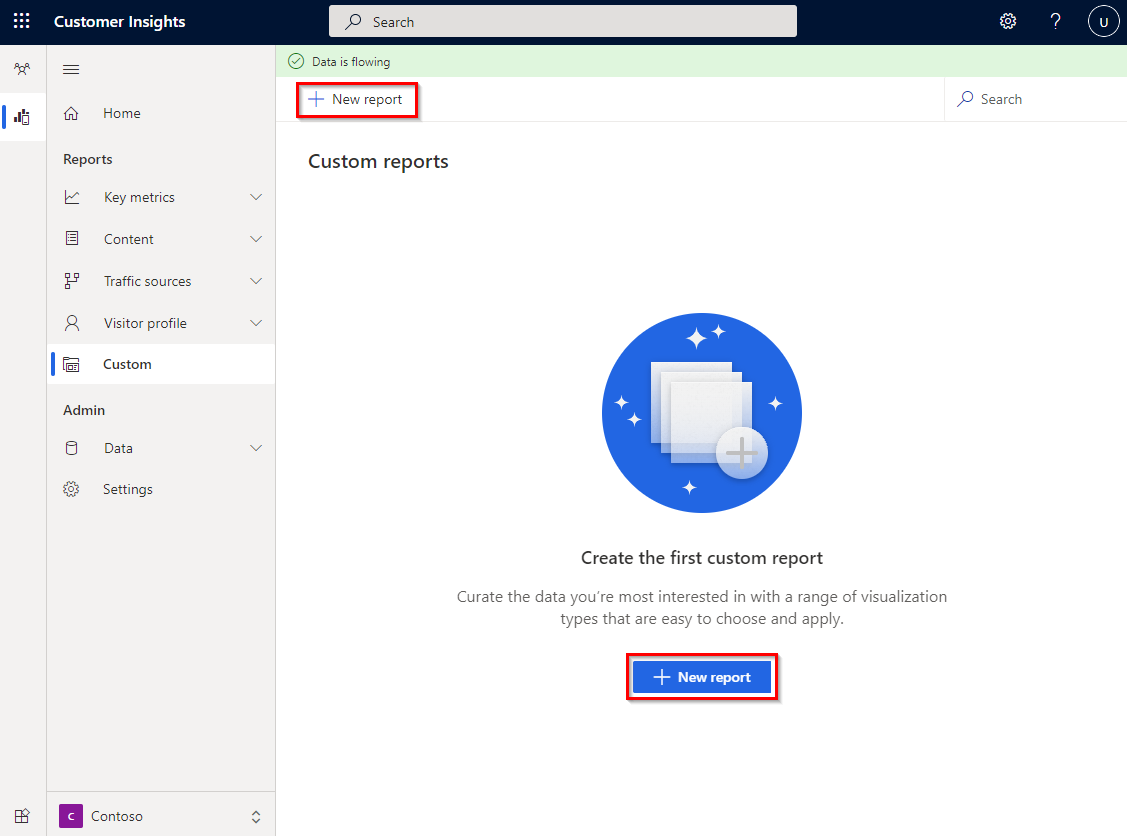 Customer Insights
Search
?
U
Data is flowing
New report
Search
Home
Reports
Key metrics
Content
Traffic sources
Visitor profile
Custom
Admin
Data
Settings
C
Contoso
Custom reports
Create the first custom report
Curate the data you’re most interested in with a range of visualization
types that are easy to choose and apply.
New report